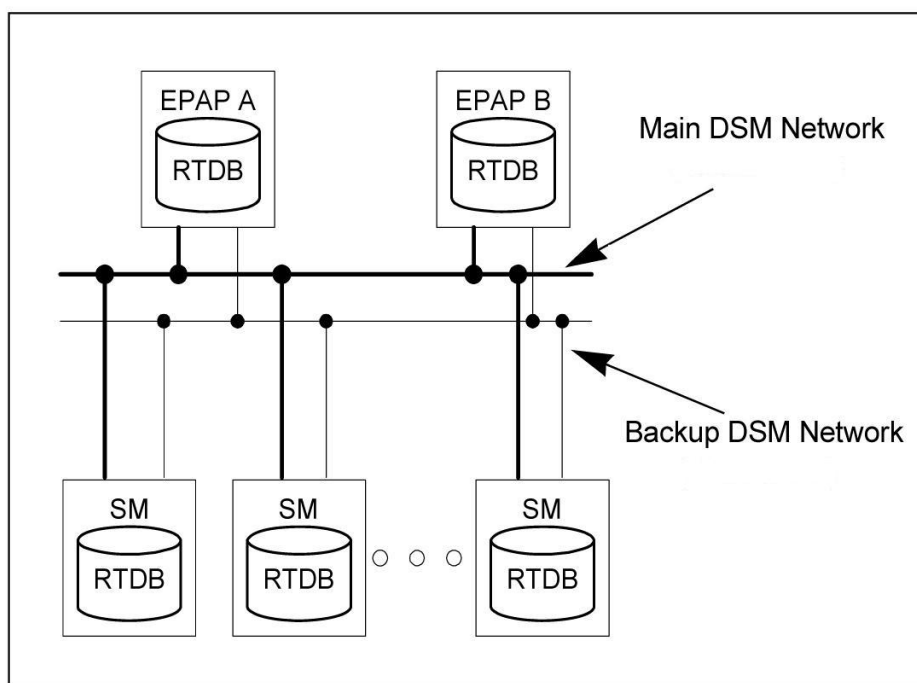 EPAP A
RTDB
EPAP B
RTDB
Main DSM Network
Backup DSM Network
SM
RTDB
SM
RTDB
SM
RTDB